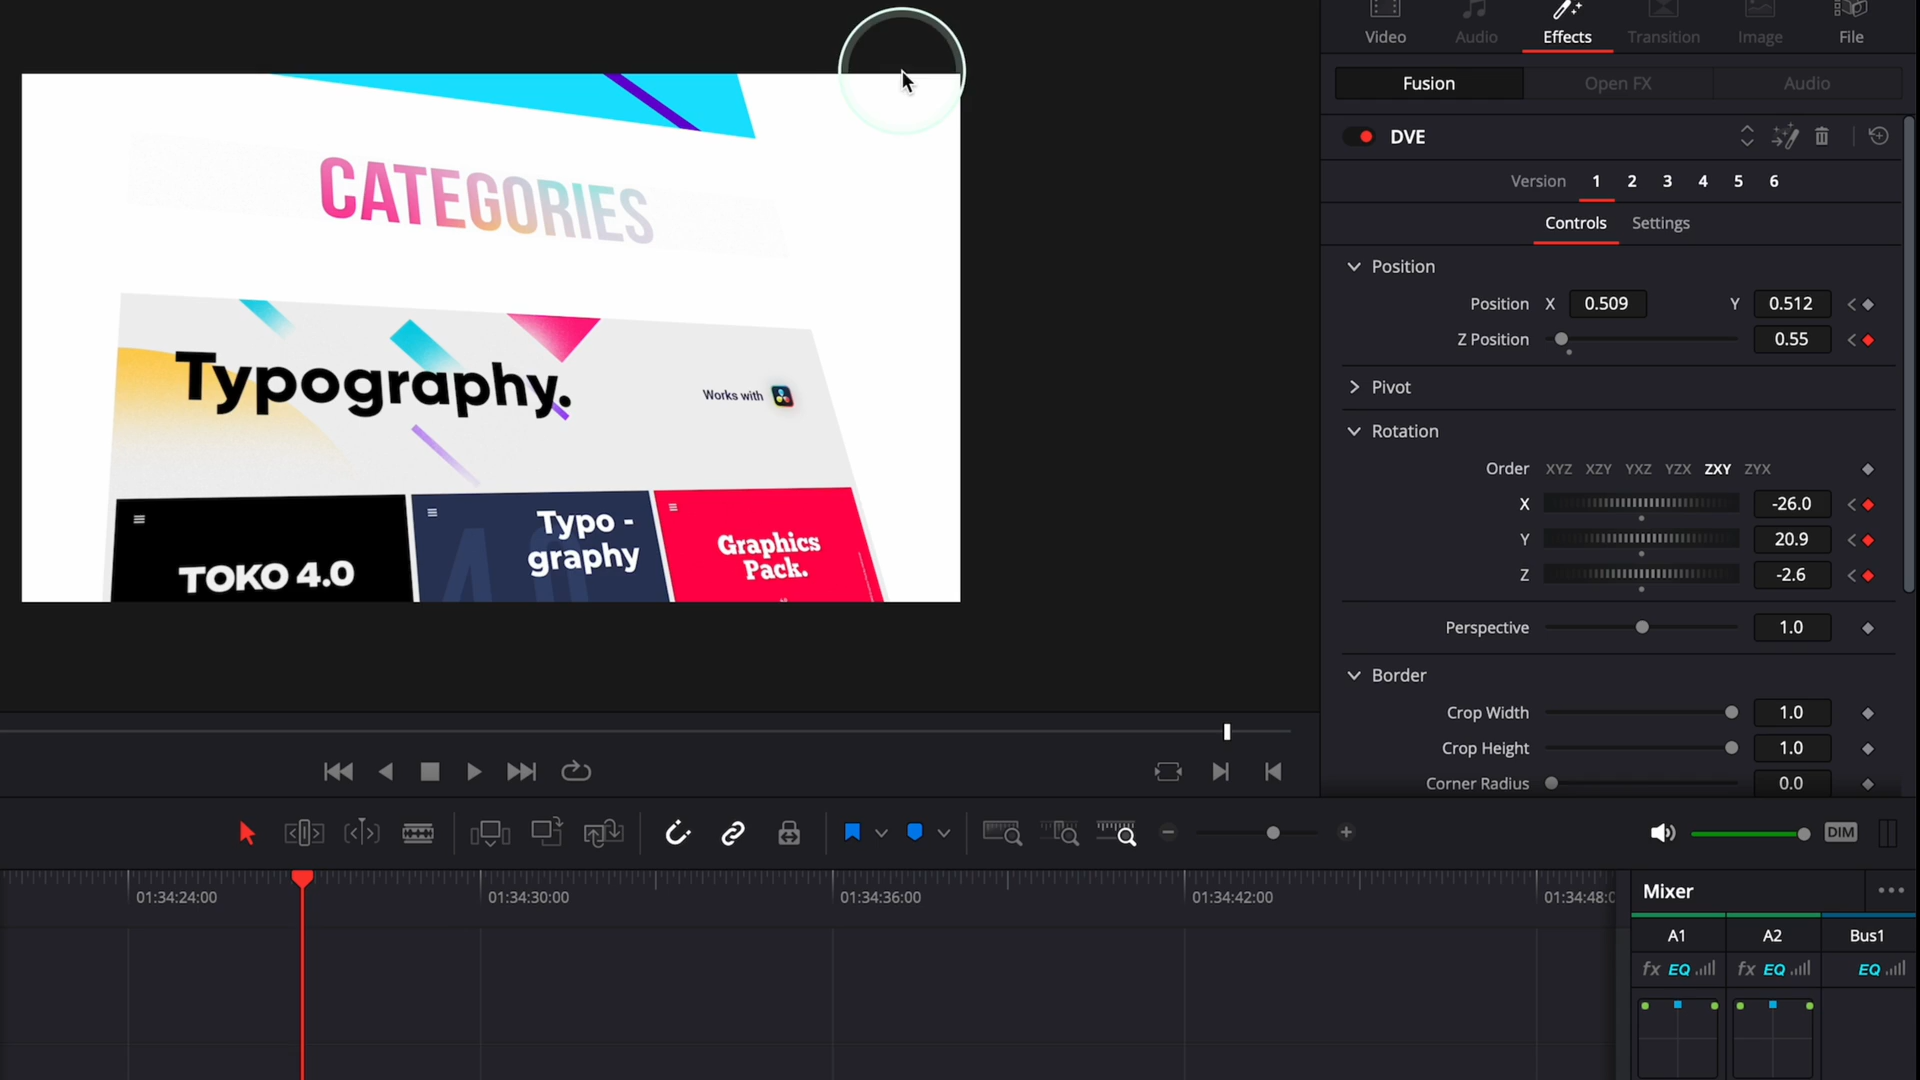 Video Audio Effects Transition Image File
Fusion Open FX Audio
DVE
Version 1 2 3 4 5 6
Controls Settings
Position
Position X 0.509 Y 0.512
Z Position 0.55
Pivot
Rotation
Order XYZ XZY YXZ YZX ZXY ZYX
X -26.0
Y 20.9
Z -2.6
Perspective 1.0
Border
Crop Width 1.0
Crop Height 1.0
Corner Radius 0.0
CATEGORIES
Typography.
Works with
TOKO 4.0
4.0
Typo -
graphy
Graphics
Pack.
DIM
01:34:24:00 01:34:30:00 01:34:36:00 01:34:42:00 01:34:48:0
Mixer
A1 A2 Bus1
fx EQ fx EQ EQ